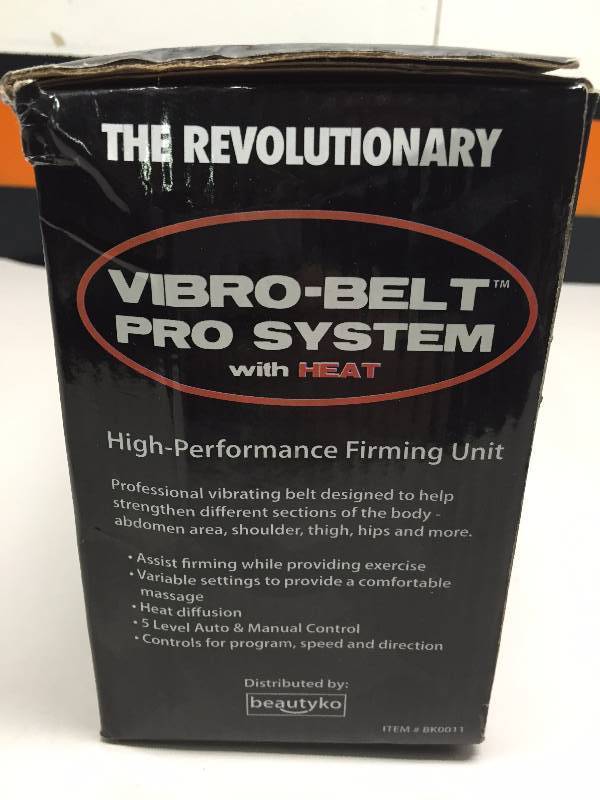 THE REVOLUTIONARY
VIBRO-BELT™
PRO SYSTEM
with HEAT
High-Performance Firming Unit
Professional vibrating belt designed to help
strengthen different sections of the body -
abdomen area, shoulder, thigh, hips and more.
• Assist firming while providing exercise
• Variable settings to provide a comfortable
massage
• Heat diffusion
• 5 Level Auto & Manual Control
• Controls for program, speed and direction
Distributed by:
beautyko
ITEM # BK0011